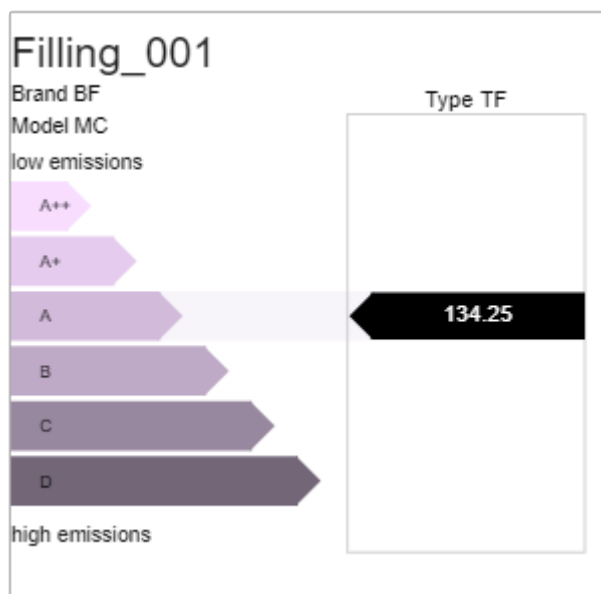 Filling_001
Brand BF
Type TF
Model MC
low emissions
A++
A+
A
134.25
B
C
D
high emissions